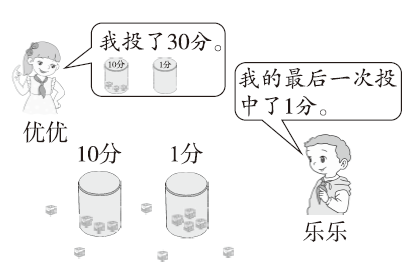 我投了30分。
10分 1分
我的最后一次投
中了1分。
优优
10分 1分
乐乐